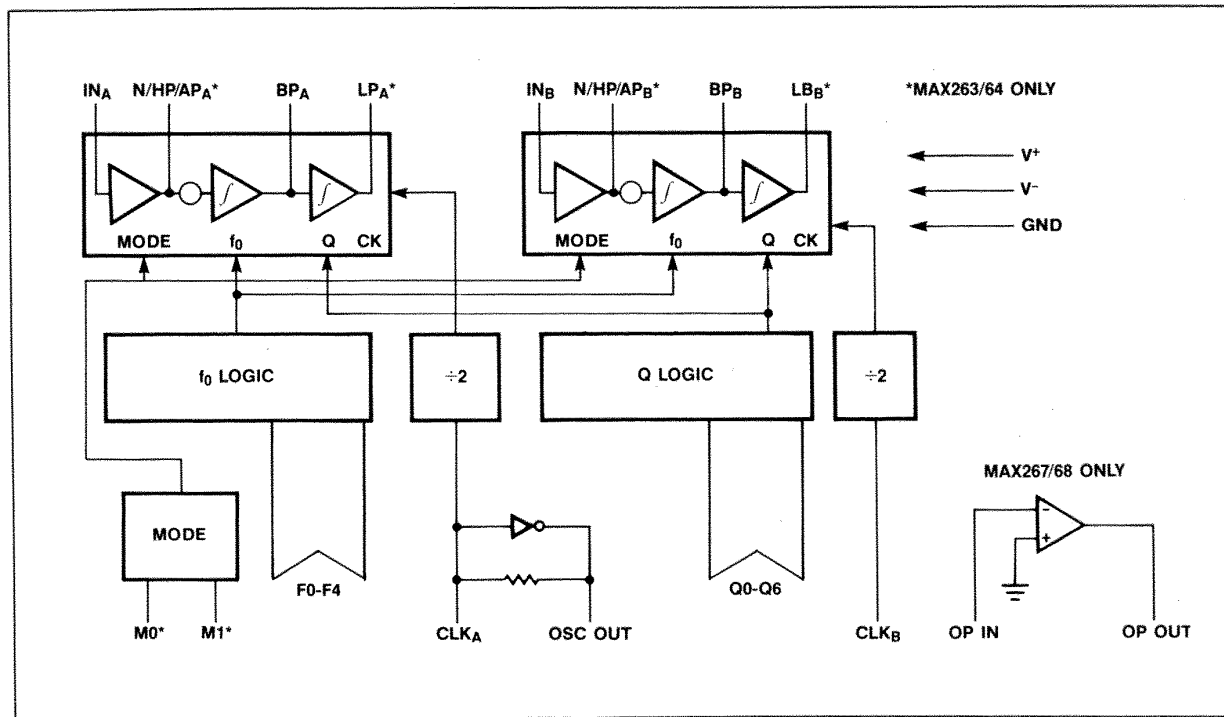 IN_A N/HP/AP_A* BP_A LP_A* IN_B N/HP/AP_B* BP_B LB_B* *MAX263/64 ONLY
V+
∫ ∫ ∫ ∫
V−
GND
MODE f₀ Q CK MODE f₀ Q CK
f₀ LOGIC ÷2 Q LOGIC ÷2
MAX267/68 ONLY
−
MODE
+
F0-F4 Q0-Q6
M0* M1* CLK_A OSC OUT CLK_B OP IN OP OUT